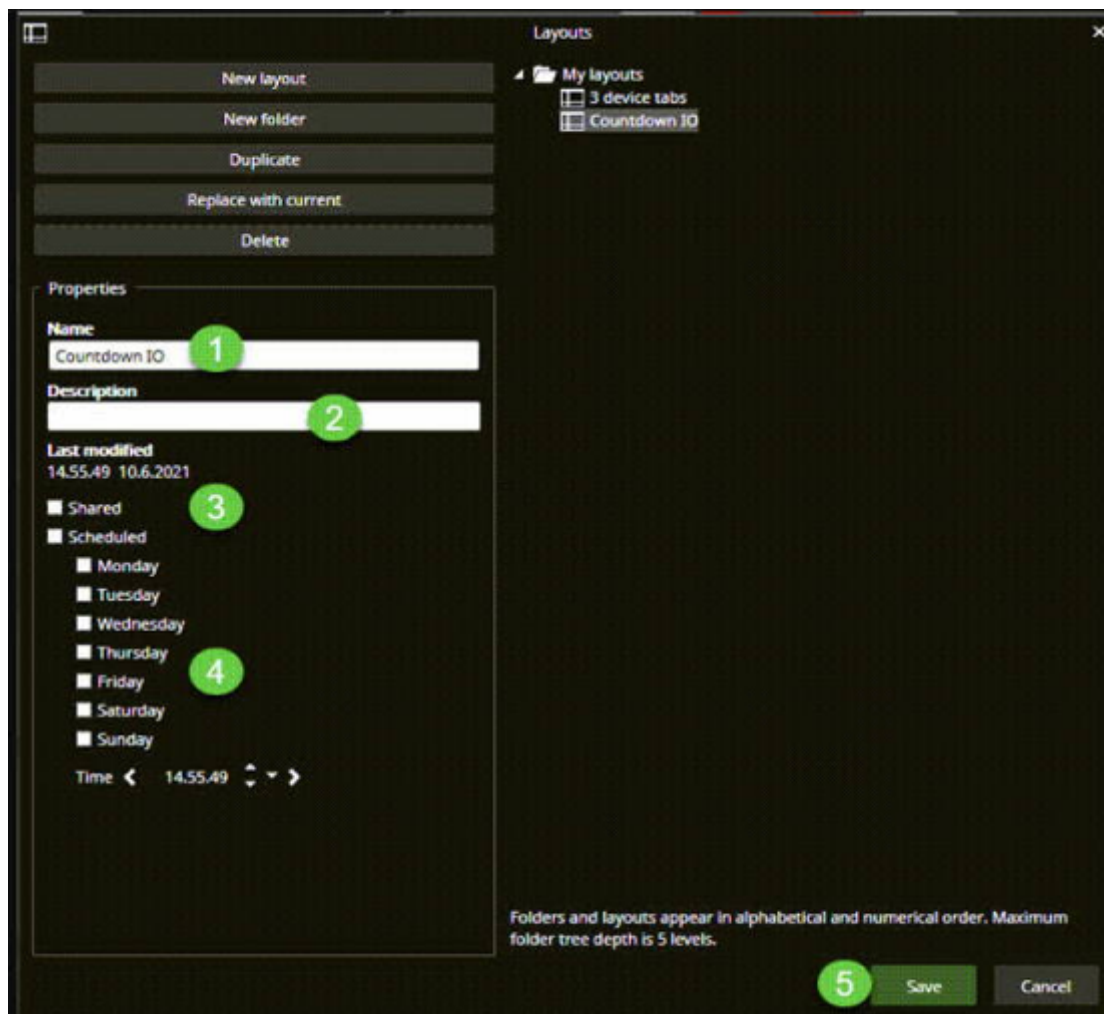 Layouts
New layout
New folder
Duplicate
Replace with current
Delete
Properties
Name
Countdown IO
1
Description
2
Last modified
14.55.49 10.6.2021
Shared
3
Scheduled
Monday
Tuesday
Wednesday
Thursday
4
Friday
Saturday
Sunday
Time 14.55.49
My layouts
3 device tabs
Countdown IO
Folders and layouts appear in alphabetical and numerical order. Maximum
folder tree depth is 5 levels.
5
Save
Cancel